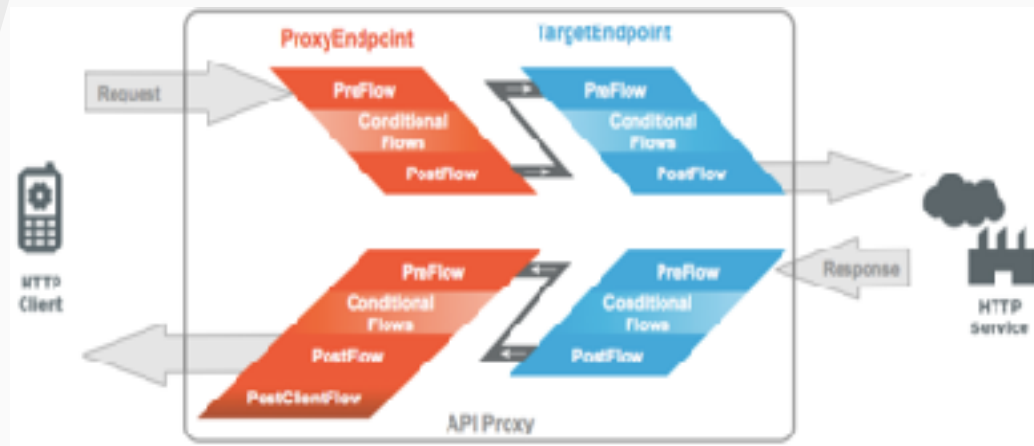 ProxyEndpoint
TargetEndpoint
Request
PreFlow
Conditional
Flows
PostFlow
PreFlow
Conditional
Flows
PostFlow
HTTP
Client
PreFlow
Conditional
Flows
PostFlow
PostClientFlow
PreFlow
Conditional
Flows
PostFlow
Response
HTTP
Service
API Proxy